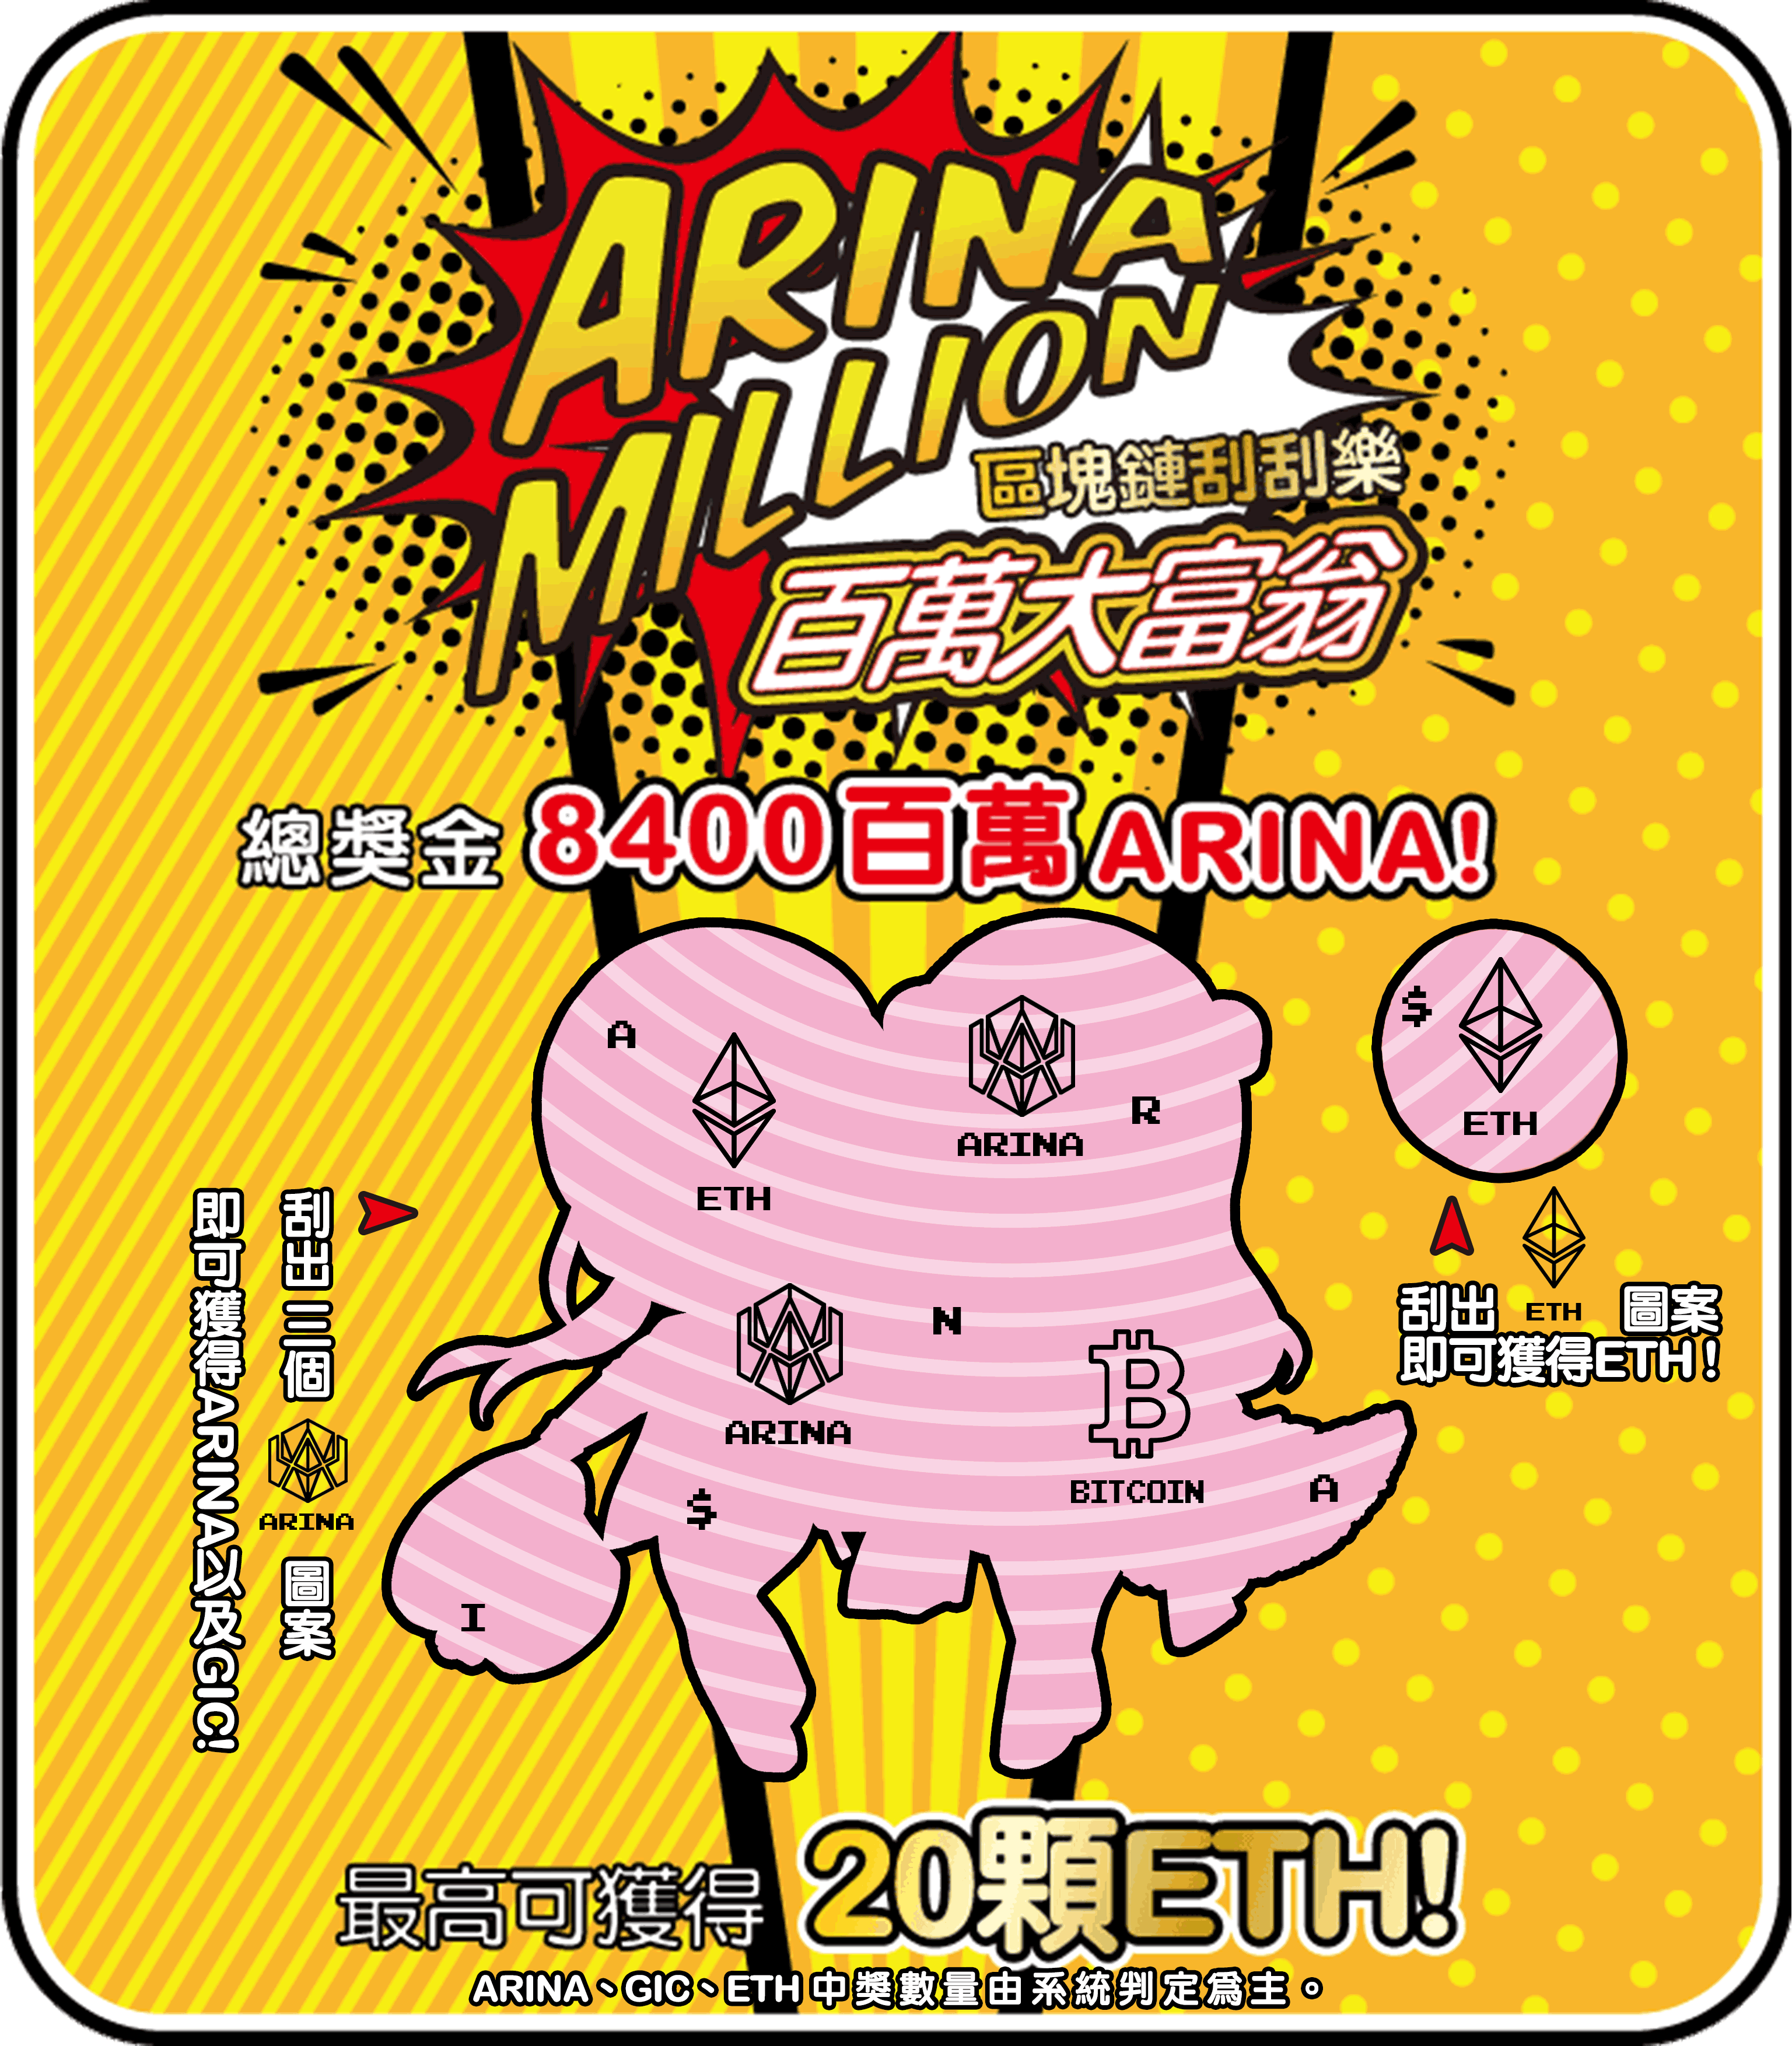 ARINA
MILLION
區塊鏈刮刮樂
百萬大富翁
總獎金 8400百萬 ARINA!
A
ETH
ARINA
R
$
ETH
刮出 ETH 圖案
即可獲得ETH!
刮出三個 ARINA 圖案
即可獲得ARINA以及GIC!
ARINA
N
BITCOIN
$
A
I
最高可獲得 20顆ETH!
ARINA、GIC、ETH 中獎數量由系統判定為主。